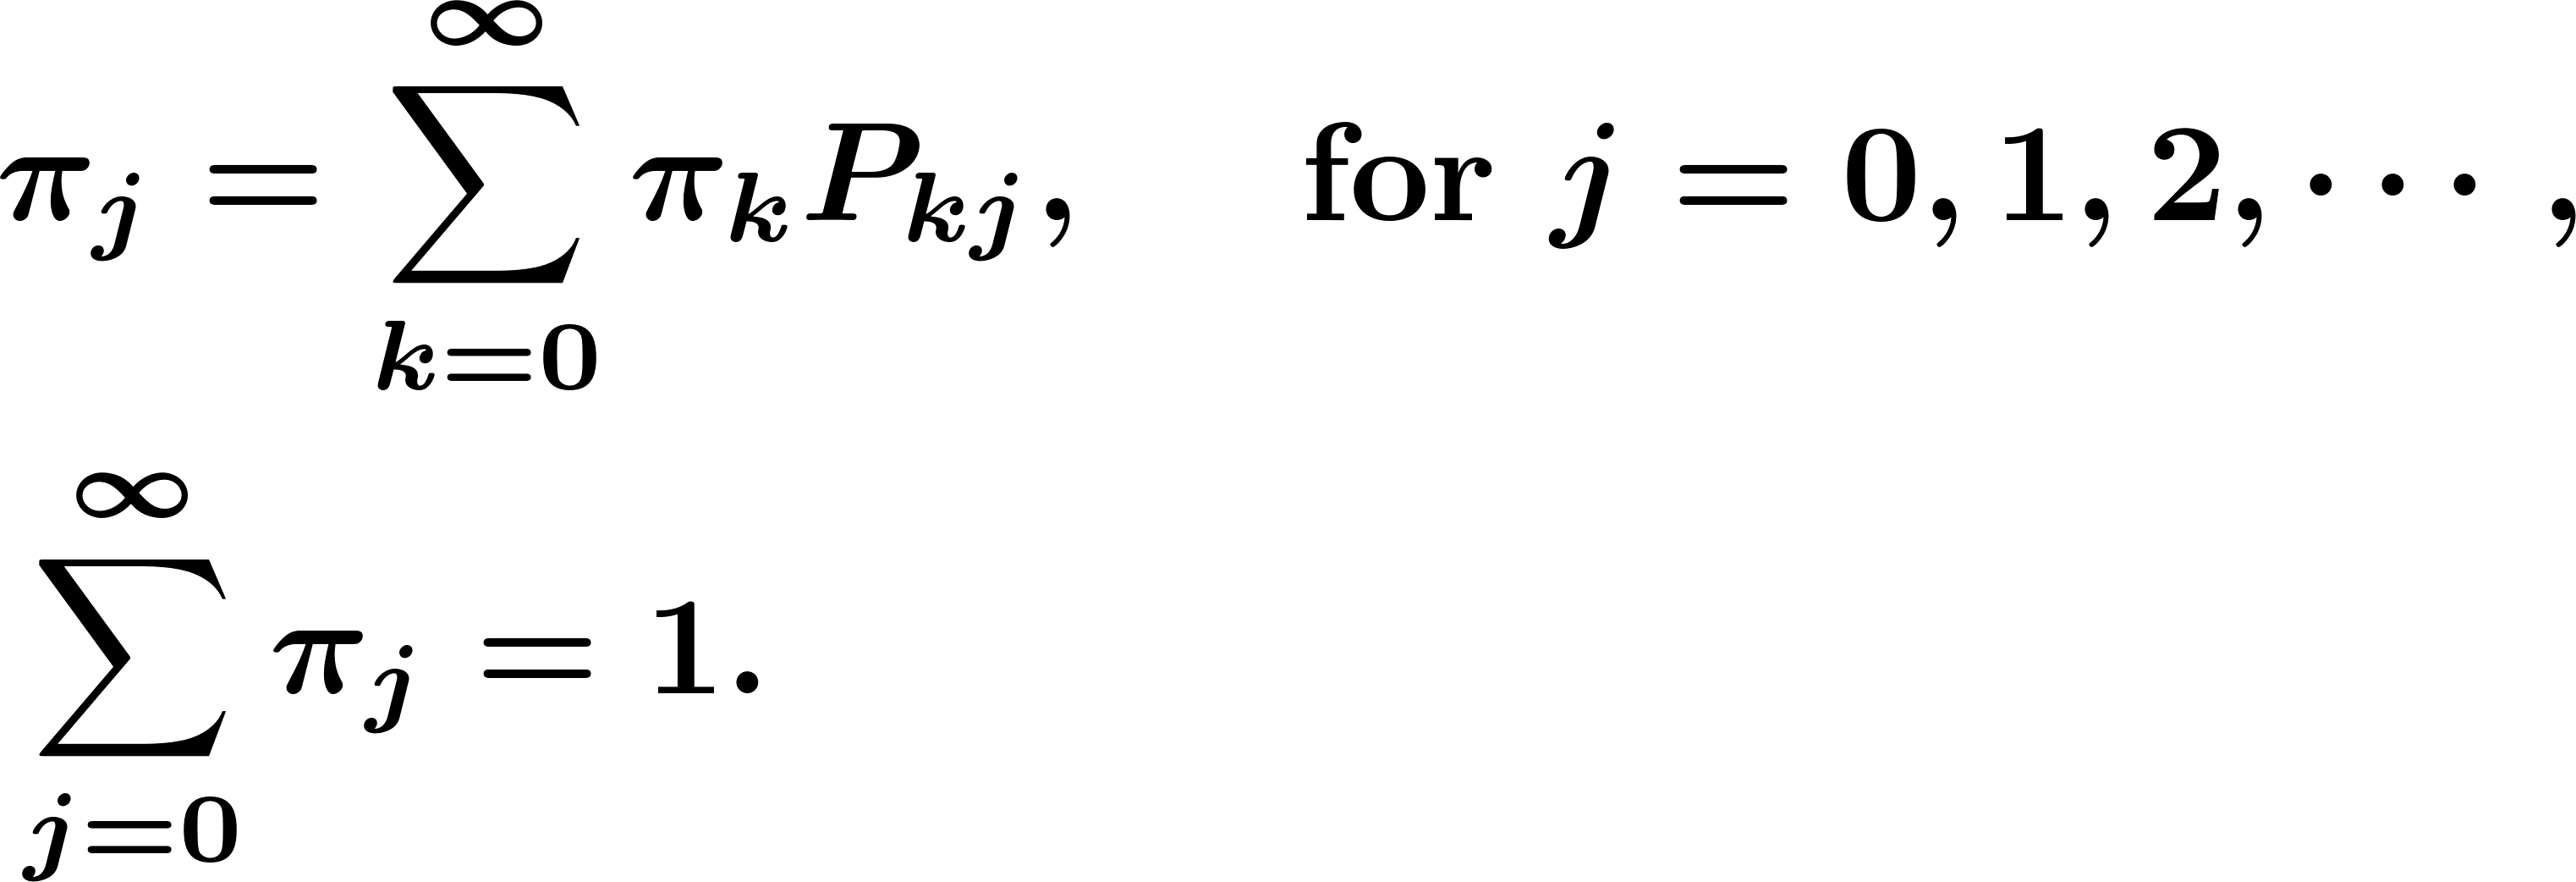 π_j = ∑_{k=0}^{∞} π_k P_{kj}, for j = 0, 1, 2, ··· ,
∑_{j=0}^{∞} π_j = 1.